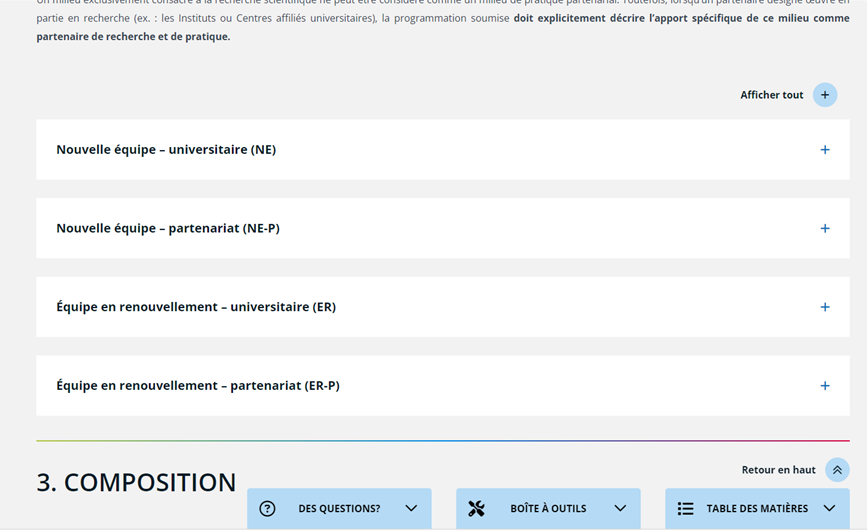 Un milieu exclusivement consacré à la recherche scientifique ne peut être considéré comme un milieu de pratique partenarial. Toutefois, lorsqu'un partenaire désigné œuvre en
partie en recherche (ex. : les Instituts ou Centres affiliés universitaires), la programmation soumise doit explicitement décrire l'apport spécifique de ce milieu comme
partenaire de recherche et de pratique.
Afficher tout +
Nouvelle équipe – universitaire (NE) +
Nouvelle équipe – partenariat (NE-P) +
Équipe en renouvellement – universitaire (ER) +
Équipe en renouvellement – partenariat (ER-P) +
Retour en haut
3. COMPOSITION
DES QUESTIONS?
BOÎTE À OUTILS
TABLE DES MATIÈRES